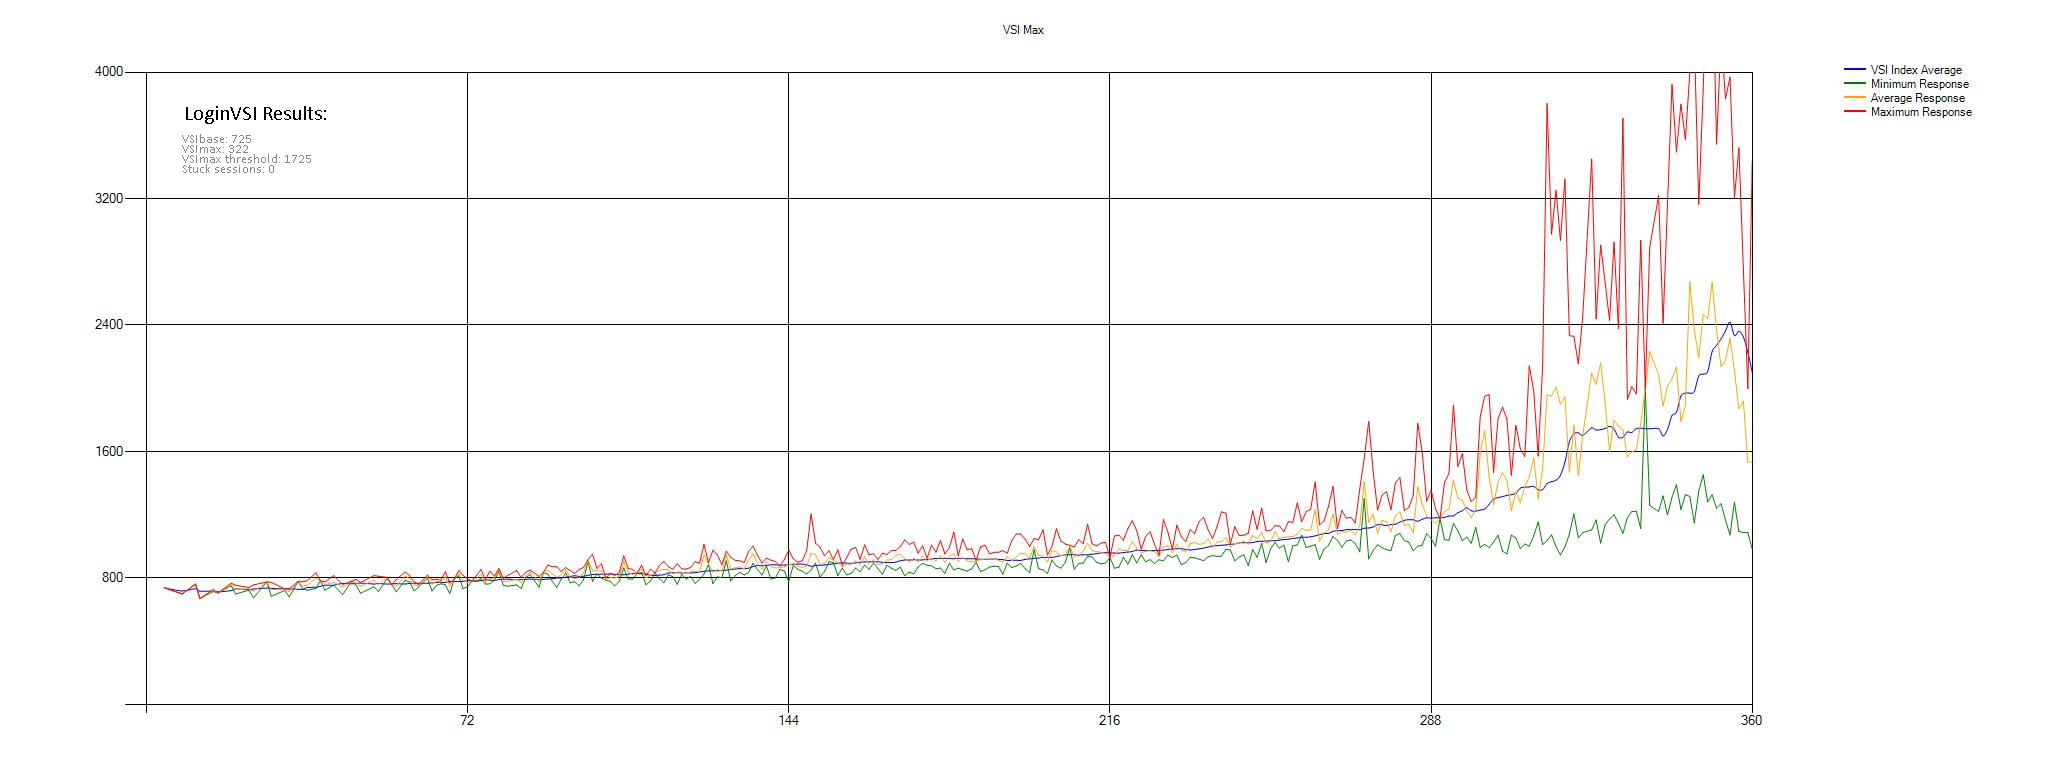 VSI Max
4000
3200
2400
1600
800
LoginVSI Results:
VSIbase: 725
VSImax: 322
VSImax threshold: 1725
Stuck sessions: 0
VSI Index Average
Minimum Response
Average Response
Maximum Response
72
144
216
288
360